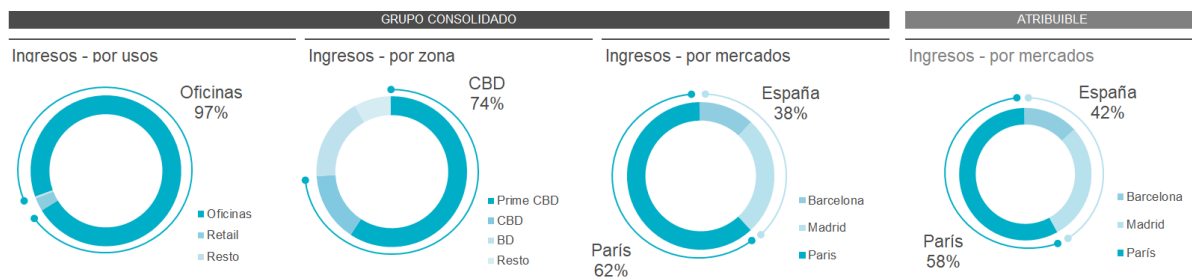 GRUPO CONSOLIDADO
ATRIBUIBLE
Ingresos - por usos
Oficinas
97%
Oficinas
Retail
Resto
Ingresos - por zona
CBD
74%
Prime CBD
CBD
BD
Resto
Ingresos - por mercados
España
38%
Barcelona
Madrid
Paris
París
62%
Ingresos - por mercados
España
42%
Barcelona
Madrid
París
París
58%